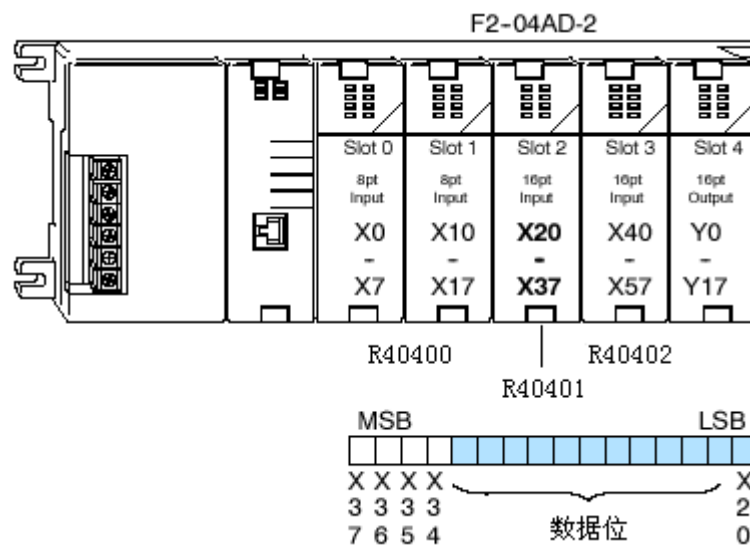 F2-04AD-2
Slot 0 Slot 1 Slot 2 Slot 3 Slot 4
8pt 8pt 16pt 16pt 16pt
Input Input Input Input Output
X0 X10 X20 X40 Y0
- - - - -
X7 X17 X37 X57 Y17
R40400 R40402
R40401
MSB LSB
X X X X X
3 3 3 3 2
7 6 5 4 0
数据位